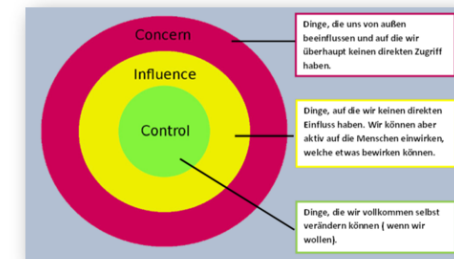 Concern
Influence
Control
Dinge, die uns von außen
beeinflussen und auf die wir
überhaupt keinen direkten Zugriff
haben.
Dinge, auf die wir keinen direkten
Einfluss haben. Wir können aber
aktiv auf die Menschen einwirken,
welche etwas bewirken können.
Dinge, die wir vollkommen selbst
verändern können ( wenn wir
wollen).